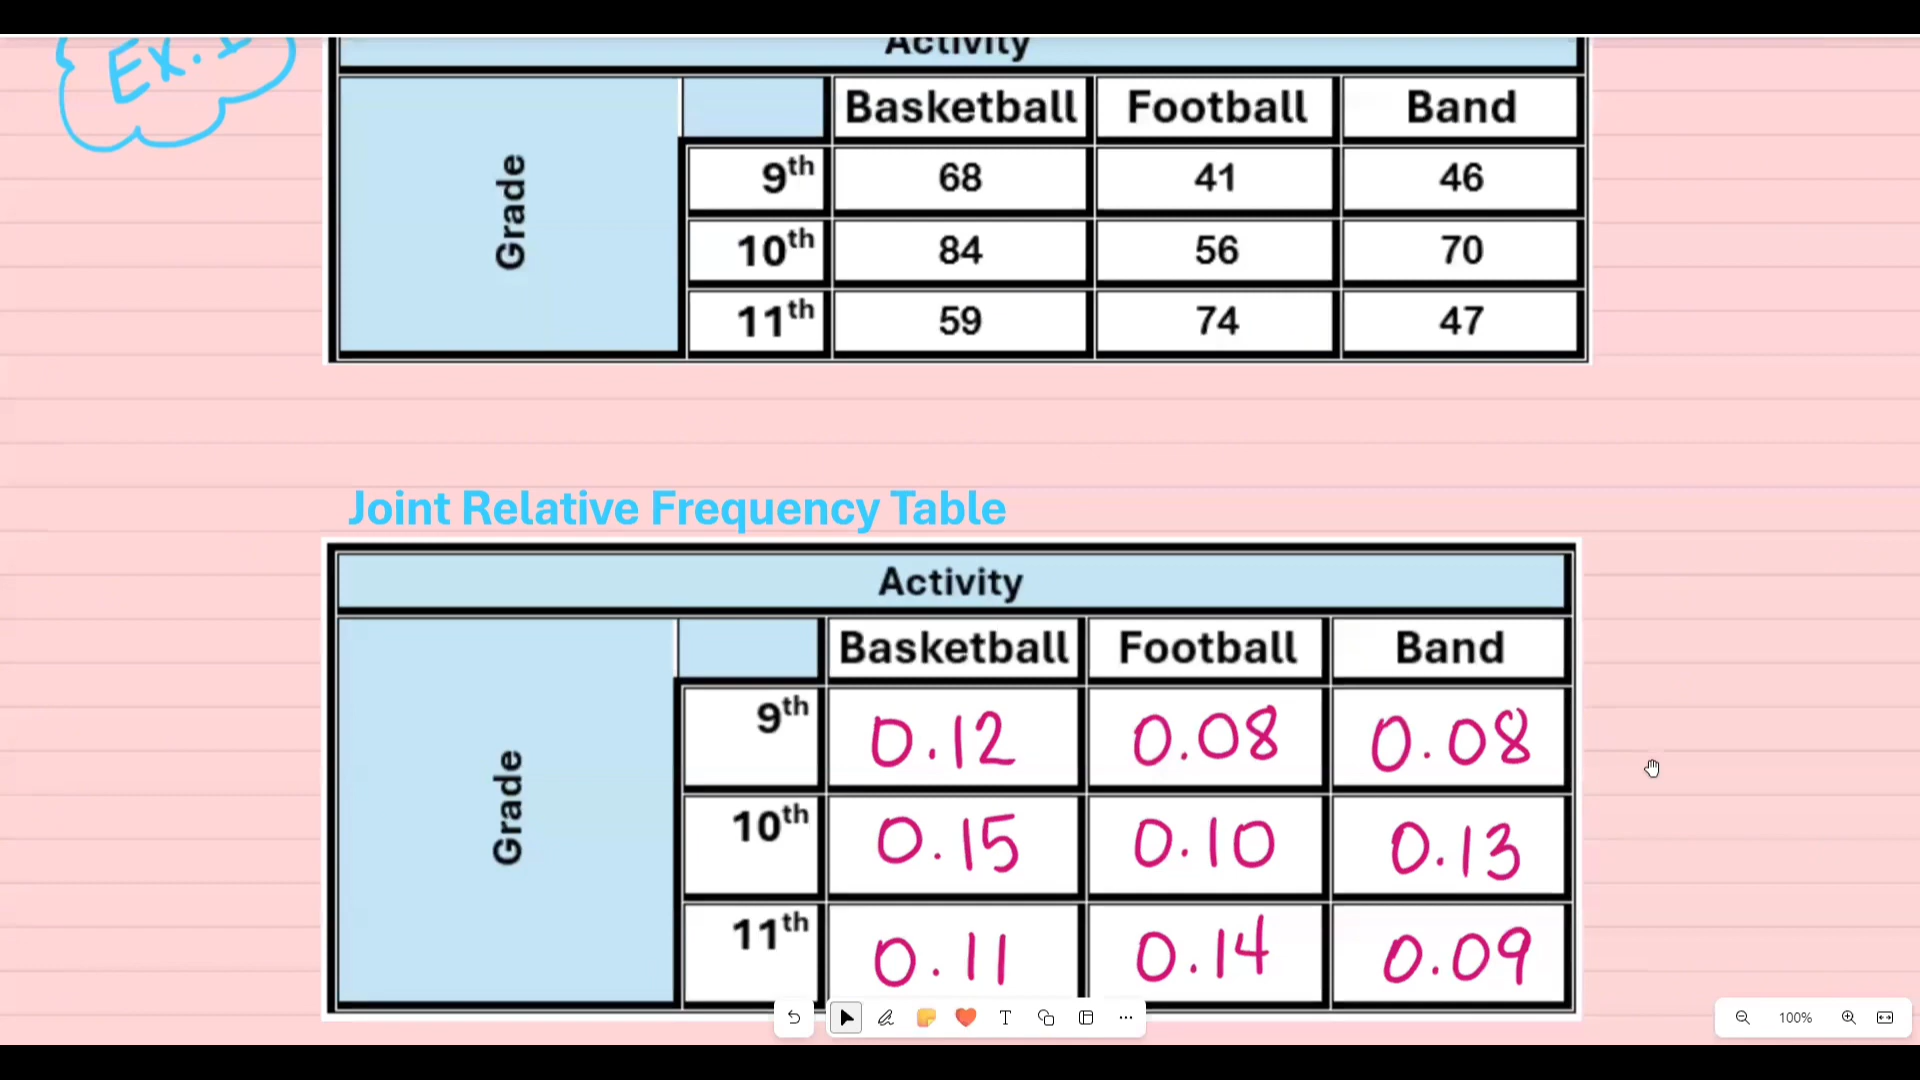 Ex. 1
Activity
Basketball Football Band
Grade
9th 68 41 46
10th 84 56 70
11th 59 74 47
Joint Relative Frequency Table
Activity
Basketball Football Band
Grade
9th 0.12 0.08 0.08
10th 0.15 0.10 0.13
11th 0.11 0.14 0.09
T
100%